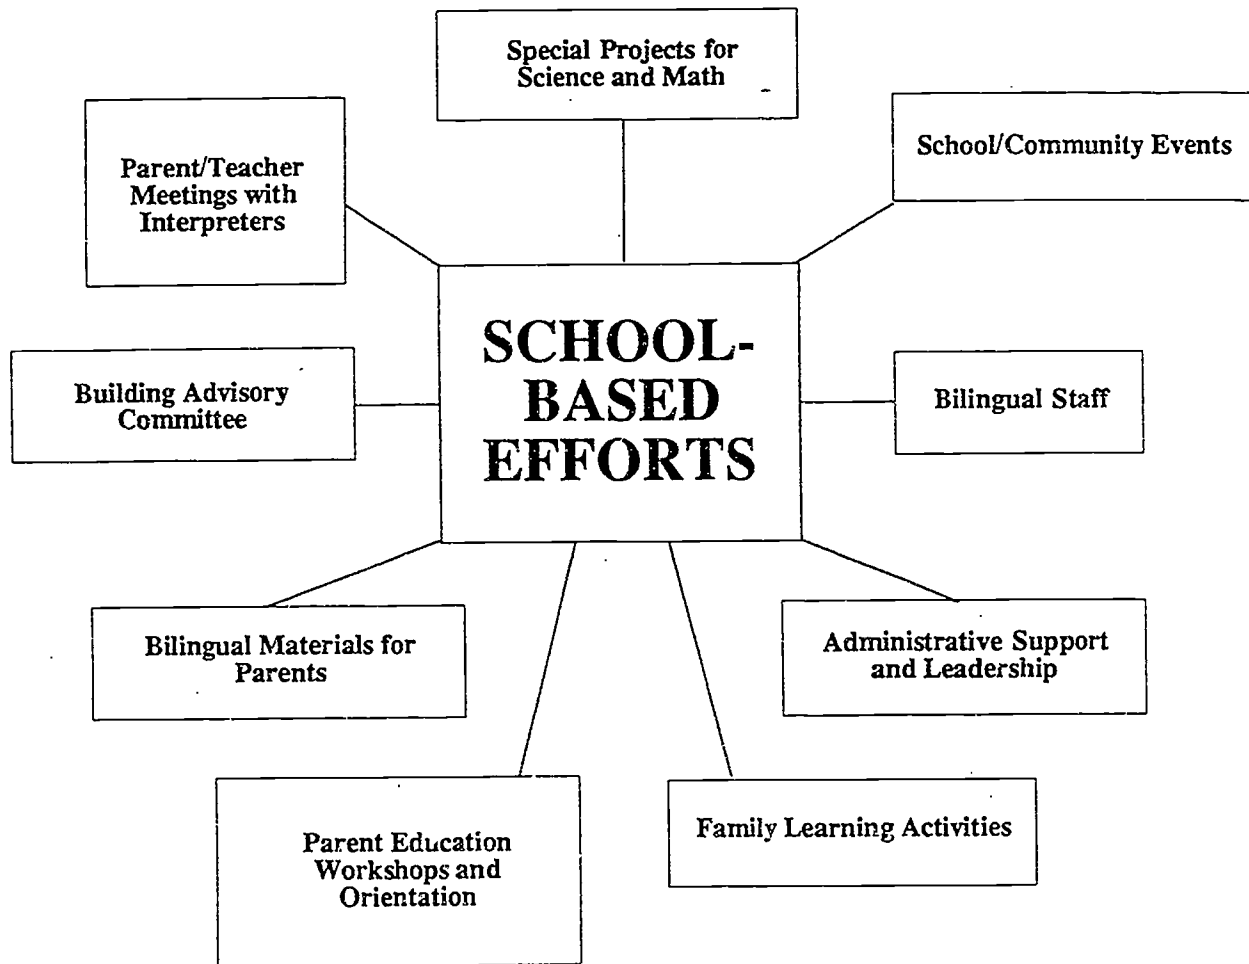 Special Projects for
Science and Math
School/Community Events
Parent/Teacher
Meetings with
Interpreters
SCHOOL-
BASED
EFFORTS
Building Advisory
Committee
Bilingual Staff
Bilingual Materials for
Parents
Administrative Support
and Leadership
Parent Education
Workshops and
Orientation
Family Learning Activities